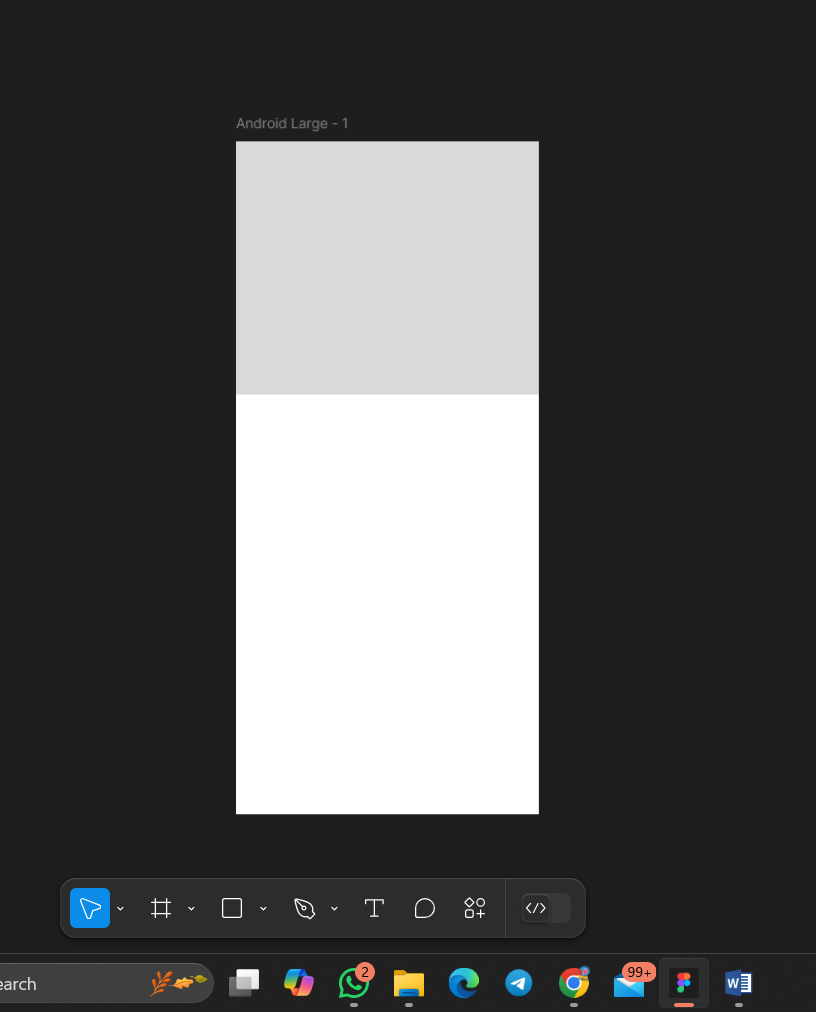 Android Large - 1
T
</>
earch
2
99+
W